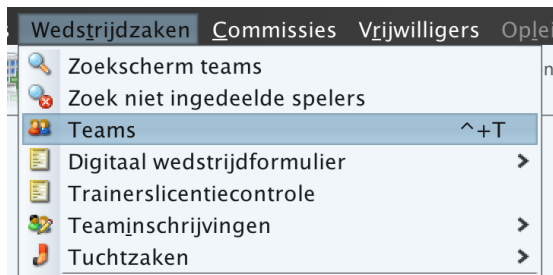 Wedstrijdzaken Commissies Vrijwilligers
Zoekscherm teams
Zoek niet ingedeelde spelers
Teams ^+T
Digitaal wedstrijdformulier
Trainerslicentiecontrole
Teaminschrijvingen
Tuchtzaken